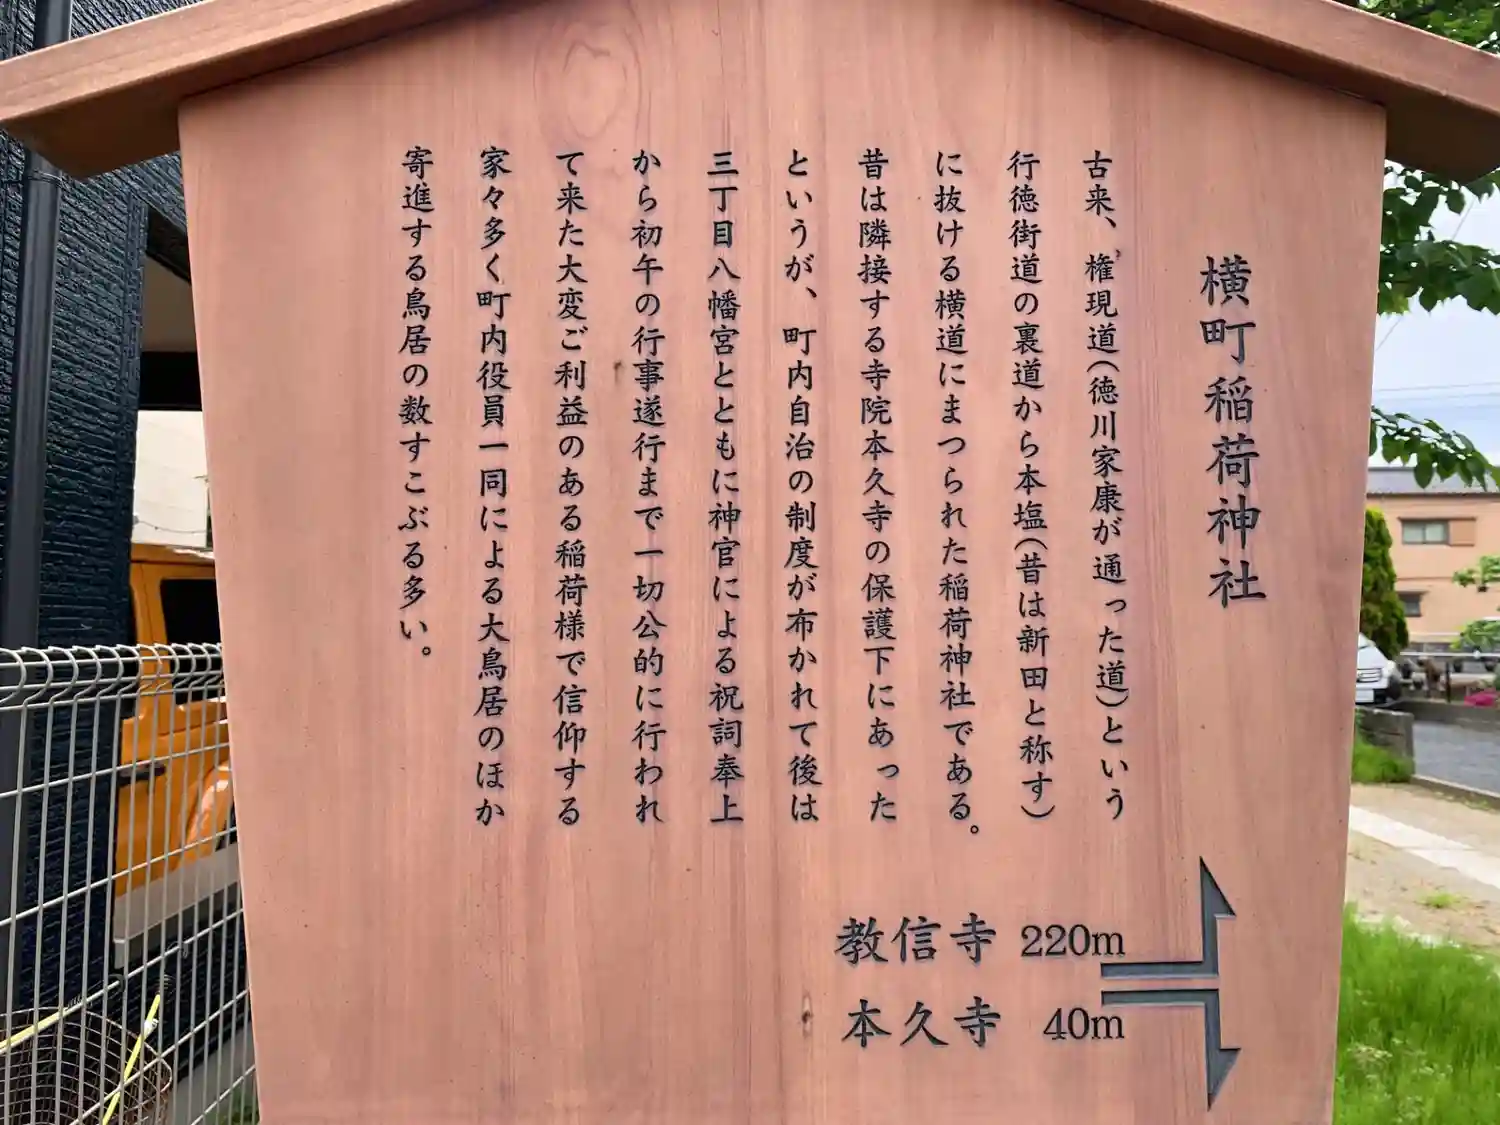 横町稲荷神社
古来、権現道(徳川家康が通った道)という
行徳街道の裏道から本塩(昔は新田と称す)
に抜ける横道にまつられた稲荷神社である。
昔は隣接する寺院本久寺の保護下にあった
というが、町内自治の制度が布かれて後は
三丁目八幡宮とともに神官による祝詞奉上
から初午の行事遂行まで一切公的に行われ
て来た大変ご利益のある稲荷様で信仰する
家々多く町内役員一同による大鳥居のほか
寄進する鳥居の数すこぶる多い。
教信寺 220m
本久寺 40m